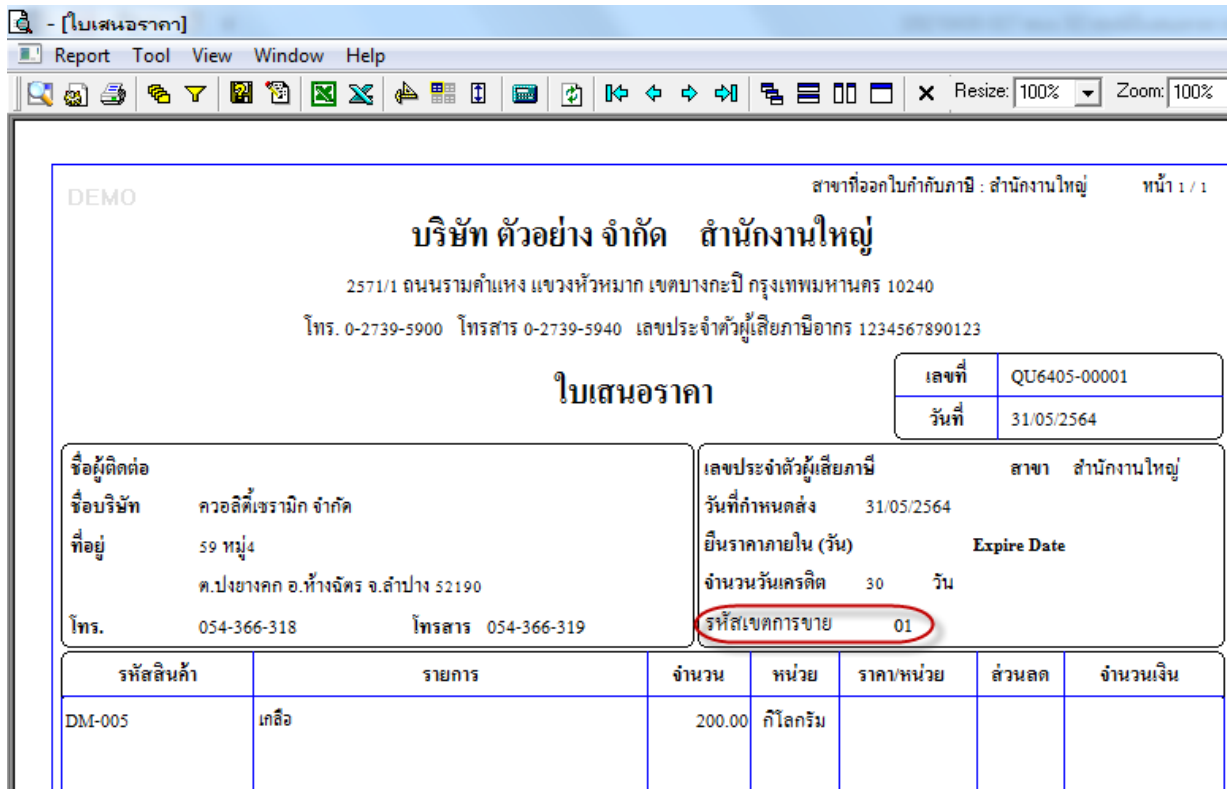 - [ใบเสนอราคา]
Report Tool View Window Help
Resize: 100% Zoom: 100%
DEMO สาขาที่ออกใบกำกับภาษี : สำนักงานใหญ่ หน้า 1 / 1
บริษัท ตัวอย่าง จำกัด สำนักงานใหญ่
2571/1 ถนนรามคำแหง แขวงหัวหมาก เขตบางกะปิ กรุงเทพมหานคร 10240
โทร. 0-2739-5900 โทรสาร 0-2739-5940 เลขประจำตัวผู้เสียภาษีอากร 1234567890123
ใบเสนอราคา
เลขที่ QU6405-00001
วันที่ 31/05/2564
ชื่อผู้ติดต่อ
ชื่อบริษัท ควอลิตี้เซรามิก จำกัด
ที่อยู่ 59 หมู่4
ต.ปงยางคก อ.ห้างฉัตร จ.ลำปาง 52190
โทร. 054-366-318 โทรสาร 054-366-319
เลขประจำตัวผู้เสียภาษี สาขา สำนักงานใหญ่
วันที่กำหนดส่ง 31/05/2564
ยืนราคาภายใน (วัน) Expire Date
จำนวนวันเครดิต 30 วัน
รหัสเขตการขาย 01
รหัสสินค้า รายการ จำนวน หน่วย ราคา/หน่วย ส่วนลด จำนวนเงิน
DM-005 เกลือ 200.00 กิโลกรัม